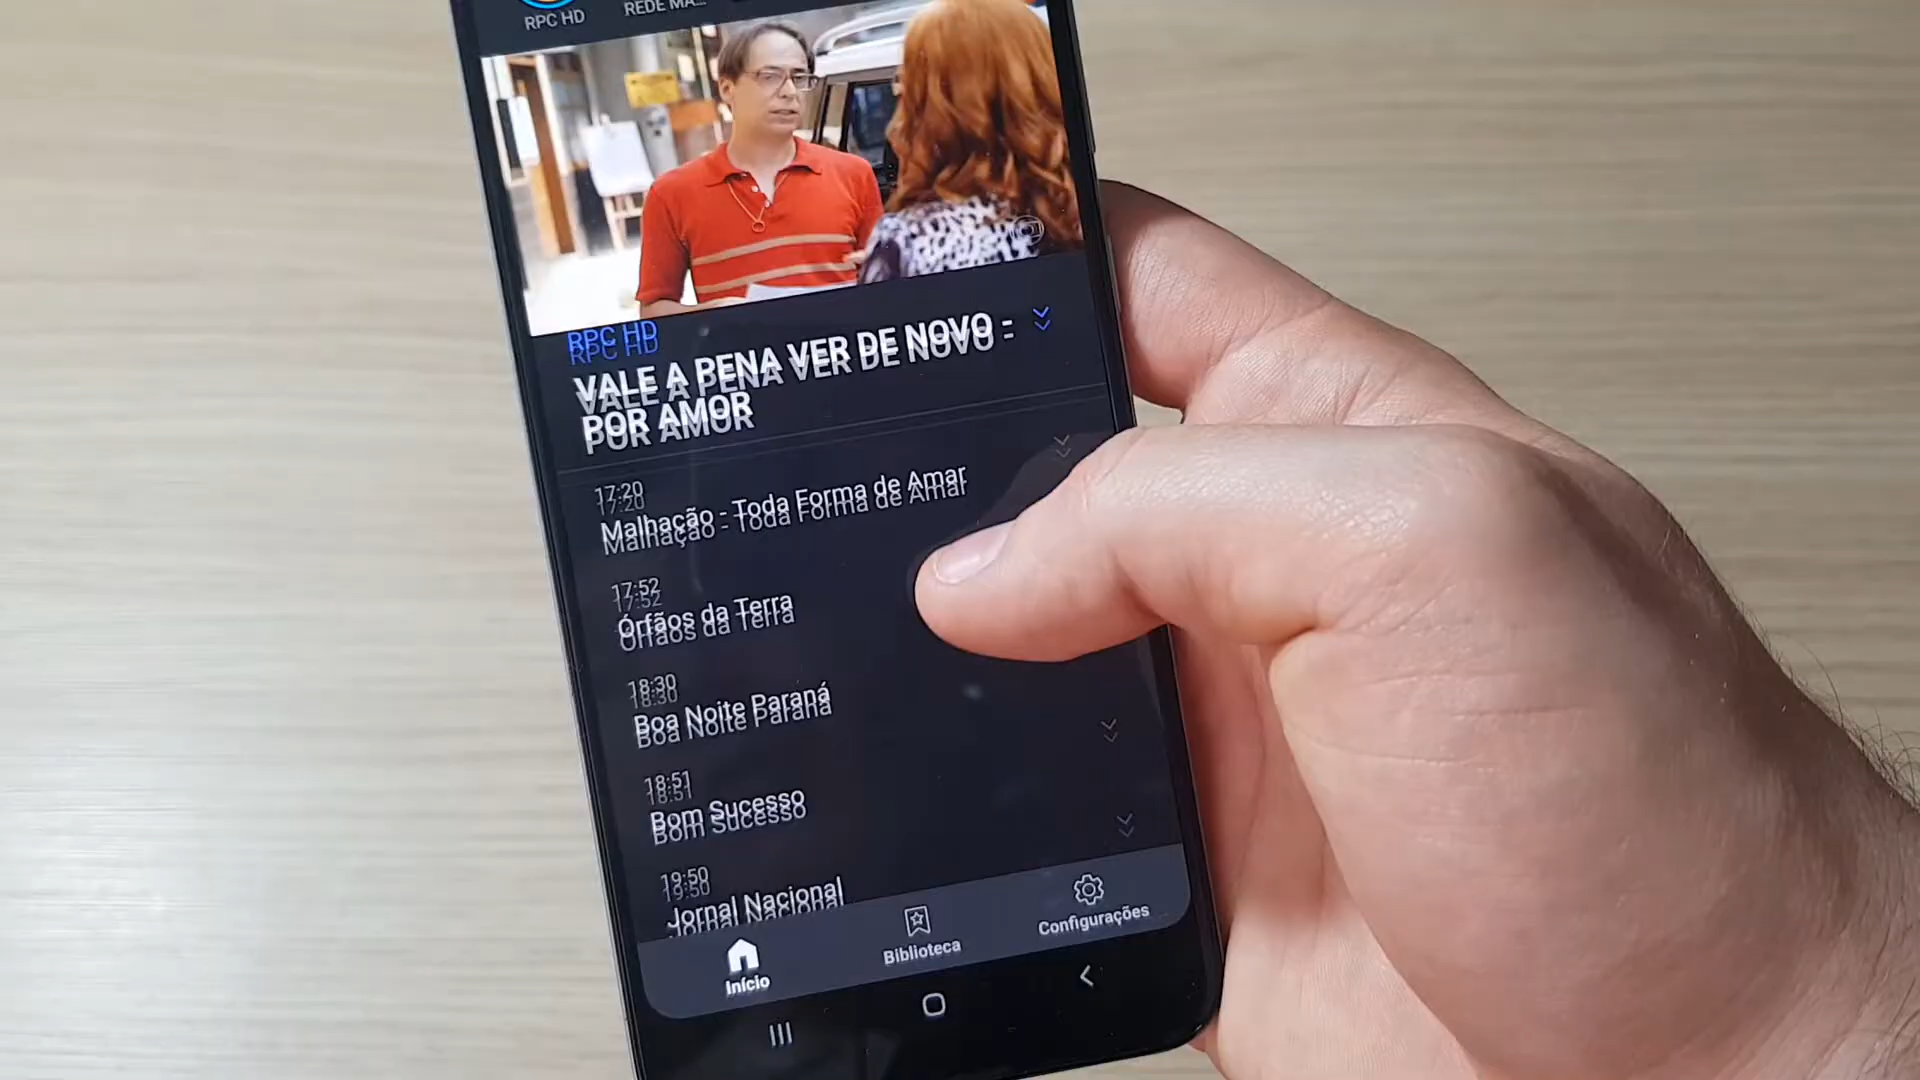 RPC HD
REDE MA...
RPC HD
VALE A PENA VER DE NOVO -
POR AMOR
17:20
Malhação - Toda Forma de Amar
17:52
Órfãos da Terra
18:30
Boa Noite Paraná
18:51
Bom Sucesso
19:50
Jornal Nacional
Início
Biblioteca
Configurações